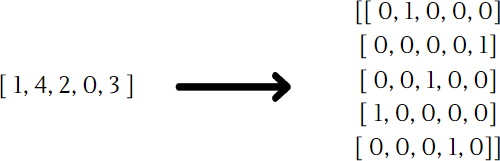 [[ 0, 1, 0, 0, 0]
[ 0, 0, 0, 0, 1]
[ 1, 4, 2, 0, 3 ]
[ 0, 0, 1, 0, 0]
[ 1, 0, 0, 0, 0]
[ 0, 0, 0, 1, 0]]